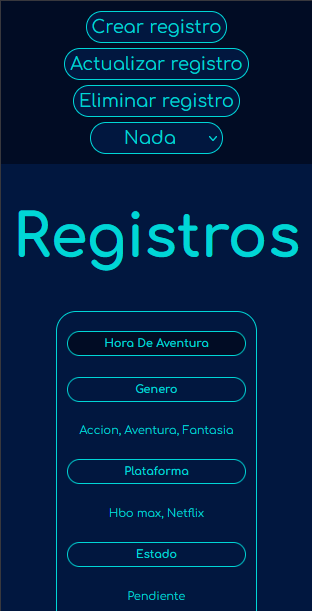 Crear registro
Actualizar registro
Eliminar registro
Nada
Registros
Hora De Aventura
Genero
Accion, Aventura, Fantasia
Plataforma
Hbo max, Netflix
Estado
Pendiente